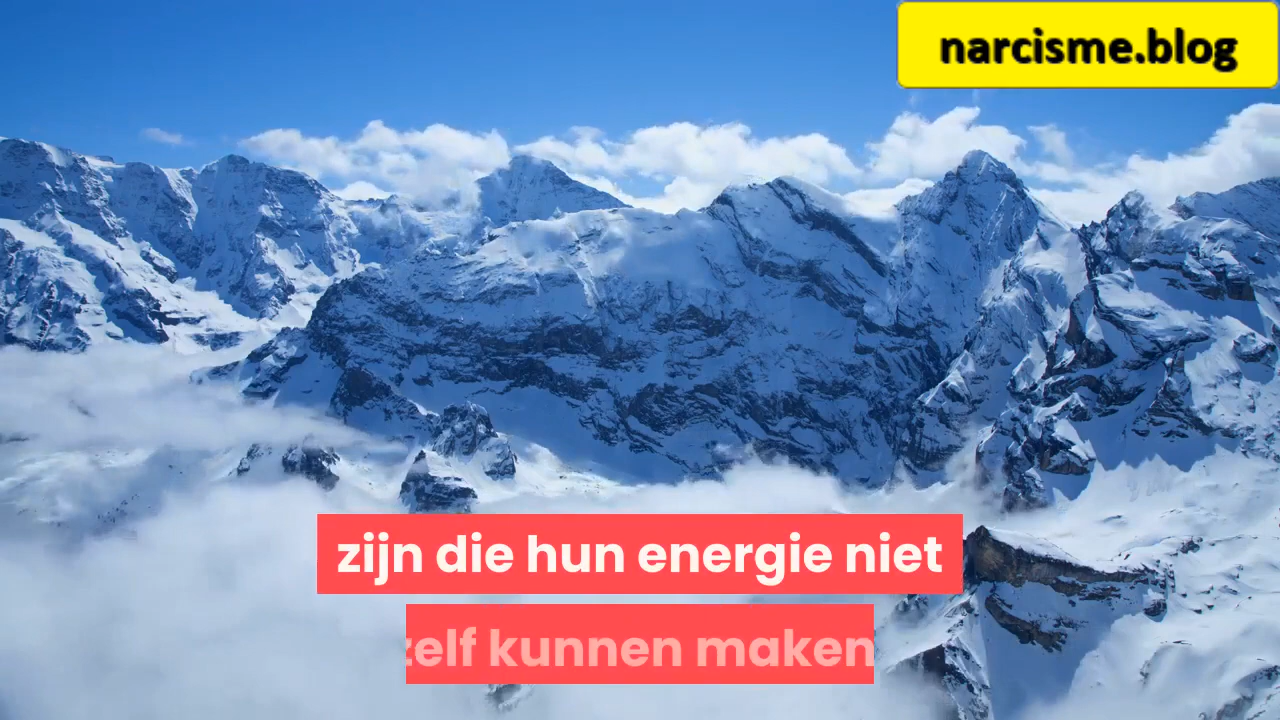 narcisme.blog
zijn die hun energie niet
zelf kunnen maken